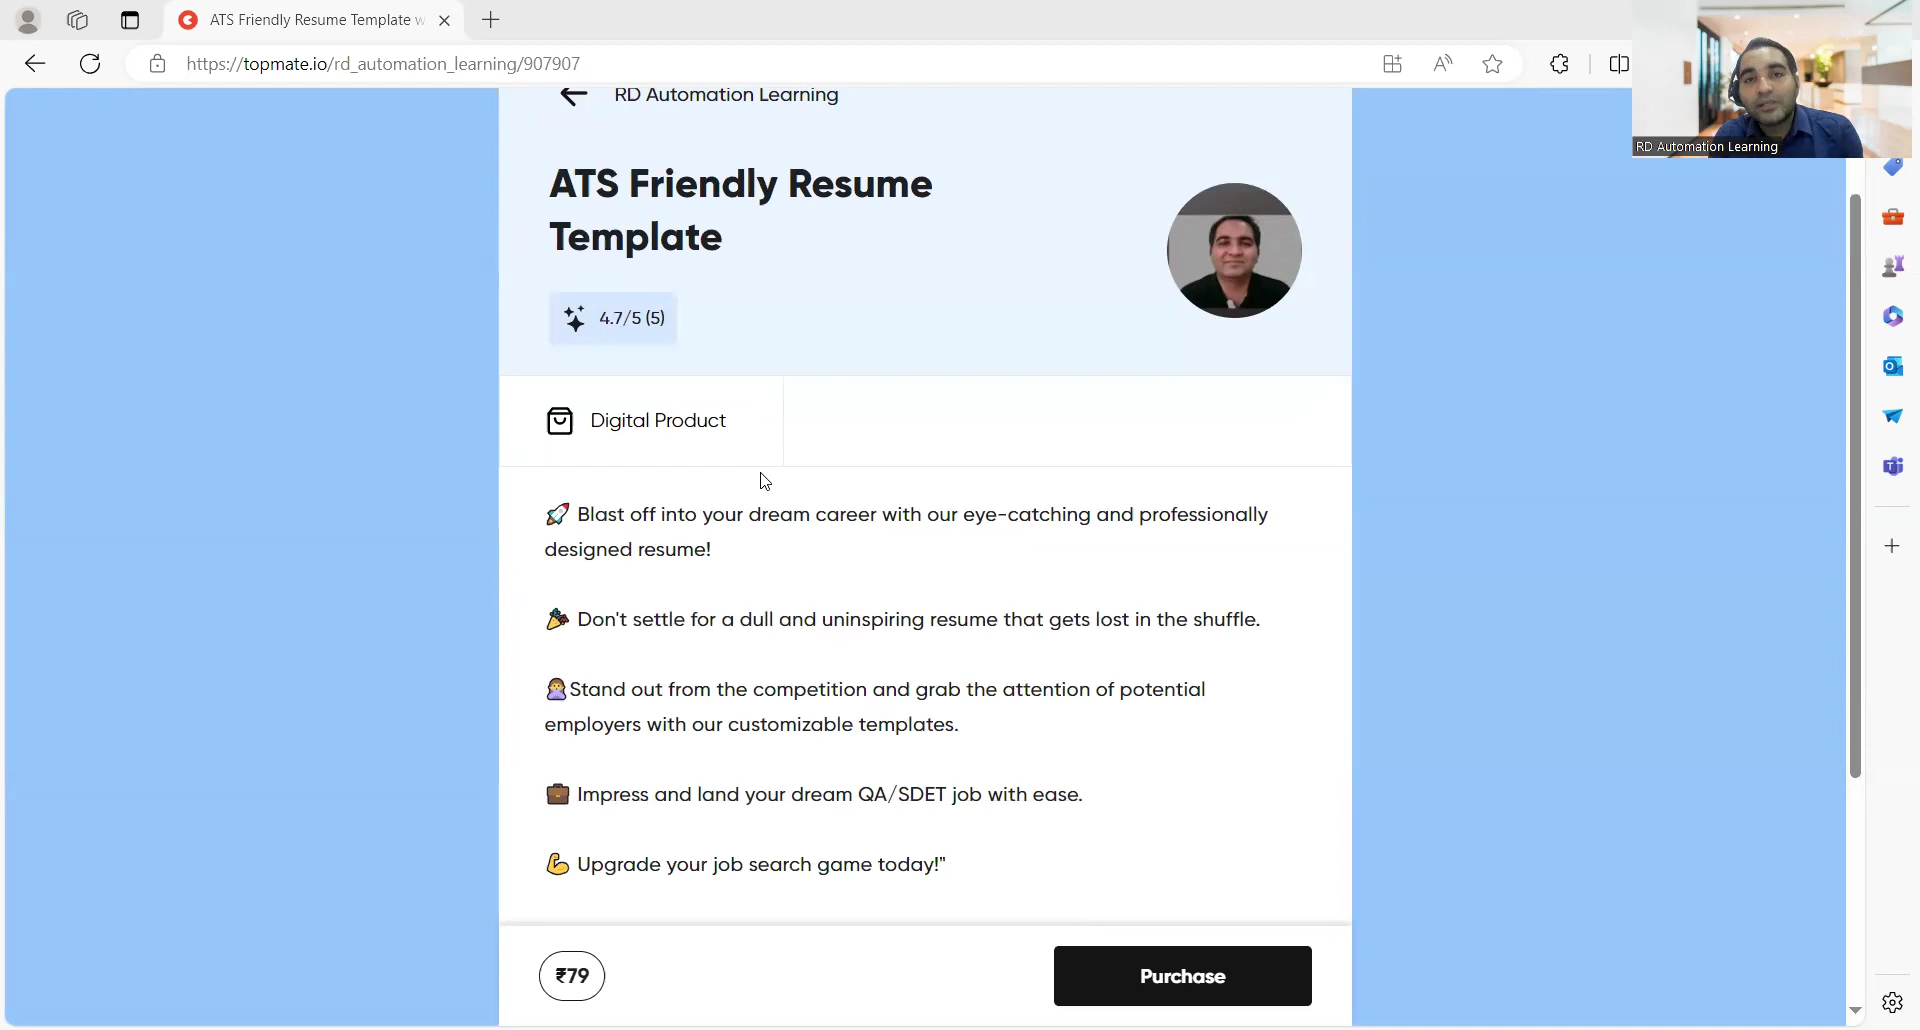 ATS Friendly Resume Template w
https://topmate.io/rd_automation_learning/907907
RD Automation Learning
RD Automation Learning
ATS Friendly Resume
Template
4.7/5 (5)
Digital Product
🚀 Blast off into your dream career with our eye-catching and professionally
designed resume!
🎉 Don't settle for a dull and uninspiring resume that gets lost in the shuffle.
🙇Stand out from the competition and grab the attention of potential
employers with our customizable templates.
💼 Impress and land your dream QA/SDET job with ease.
💪 Upgrade your job search game today!"
₹79
Purchase